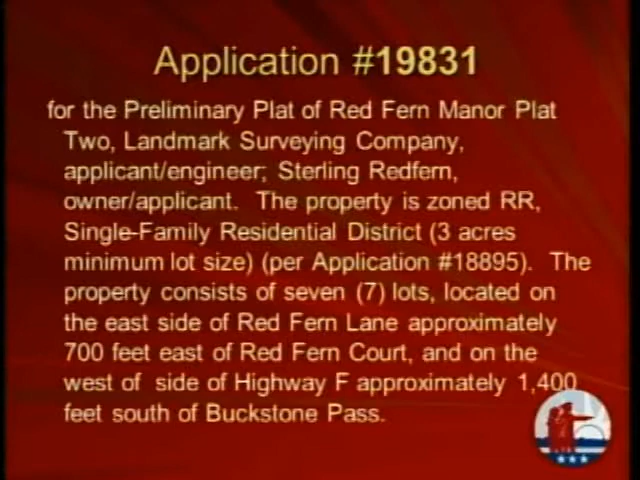 Application #19831
for the Preliminary Plat of Red Fern Manor Plat
Two, Landmark Surveying Company,
applicant/engineer; Sterling Redfern,
owner/applicant.  The property is zoned RR,
Single-Family Residential District (3 acres
minimum lot size) (per Application #18895).  The
property consists of seven (7) lots, located on
the east side of Red Fern Lane approximately
700 feet east of Red Fern Court, and on the
west of  side of Highway F approximately 1,400
feet south of Buckstone Pass.